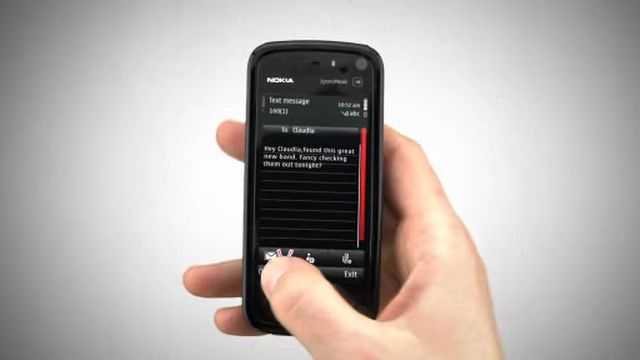 NOKIA XpressMusic
Text message 10:52 am
160(1) abc
To Claudia
Hey Claudia,found this great
new band. Fancy checking
them out tonight?
Exit